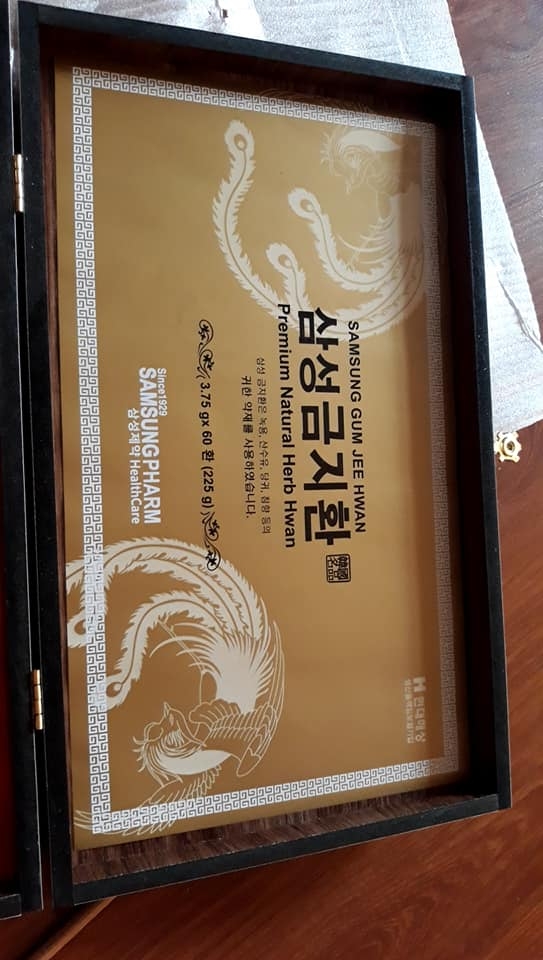 SAMSUNG GUM JEE HWAN
삼성금지환
Premium Natural Herb Hwan
삼성 금지환은 녹용, 산수유, 당귀, 침향 등의
귀한 약재를 사용하였습니다.
3.75 g x 60 환 (225 g)
Since1929
SAMSUNGPHARM
삼성제약 HealthCare